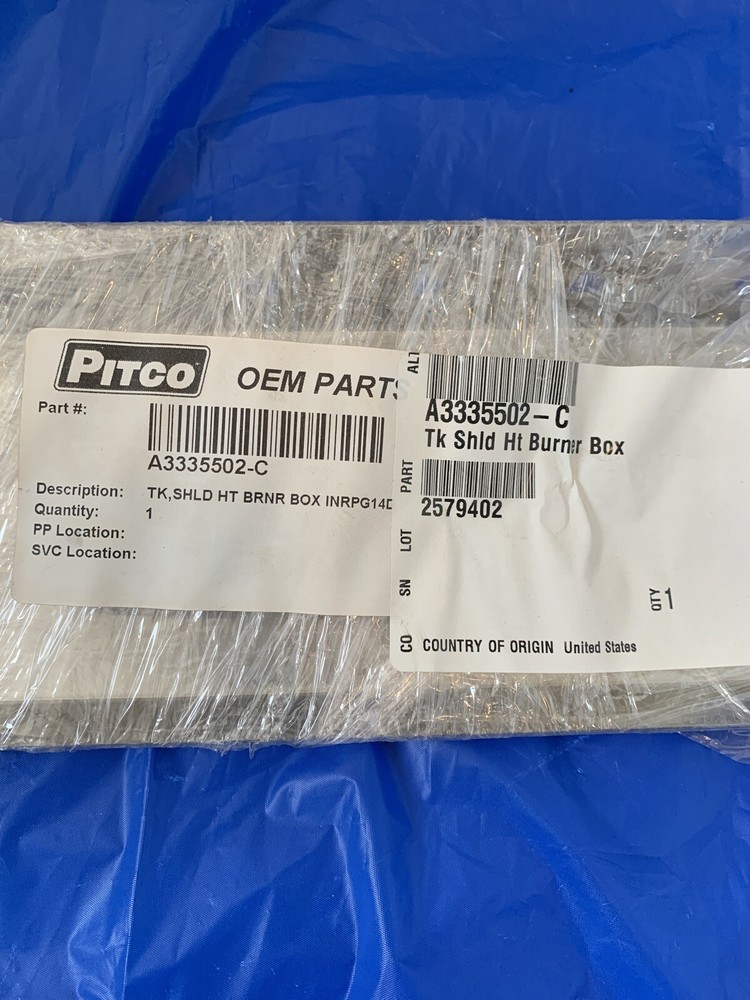 PITCO OEM PARTS
Part #:
A3335502-C
Description: TK,SHLD HT BRNR BOX INRPG14D
Quantity: 1
PP Location:
SVC Location:
ALT
A3335502-C
Tk Shld Ht Burner Box
PART
2579402
LOT
SN
QTY 1
CO COUNTRY OF ORIGIN United States